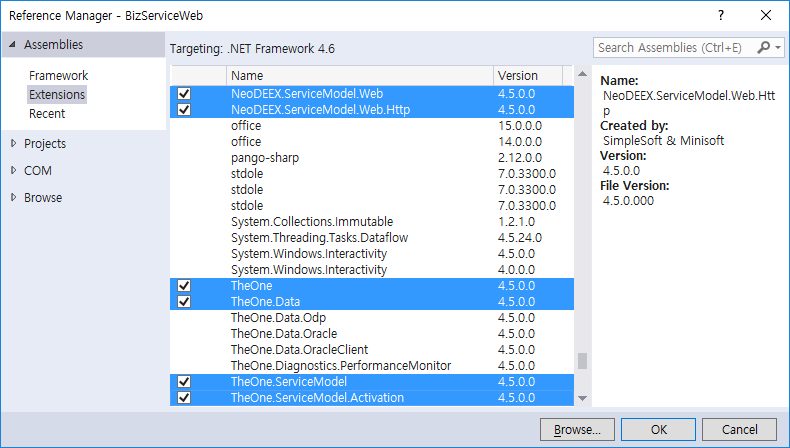 Reference Manager - BizServiceWeb
?
Assemblies
Framework
Extensions
Recent
Projects
COM
Browse
Targeting: .NET Framework 4.6
Search Assemblies (Ctrl+E)
Name Version
NeoDEEX.ServiceModel.Web 4.5.0.0
NeoDEEX.ServiceModel.Web.Http 4.5.0.0
office 15.0.0.0
office 14.0.0.0
pango-sharp 2.12.0.0
stdole 7.0.3300.0
stdole 7.0.3300.0
stdole 7.0.3300.0
System.Collections.Immutable 1.2.1.0
System.Threading.Tasks.Dataflow 4.5.24.0
System.Windows.Interactivity 4.5.0.0
System.Windows.Interactivity 4.0.0.0
TheOne 4.5.0.0
TheOne.Data 4.5.0.0
TheOne.Data.Odp 4.5.0.0
TheOne.Data.Oracle 4.5.0.0
TheOne.Data.OracleClient 4.5.0.0
TheOne.Diagnostics.PerformanceMonitor 4.5.0.0
TheOne.ServiceModel 4.5.0.0
TheOne.ServiceModel.Activation 4.5.0.0
Name:
NeoDEEX.ServiceModel.Web.Htt
p
Created by:
SimpleSoft & Minisoft
Version:
4.5.0.0
File Version:
4.5.0.000
Browse...
OK
Cancel